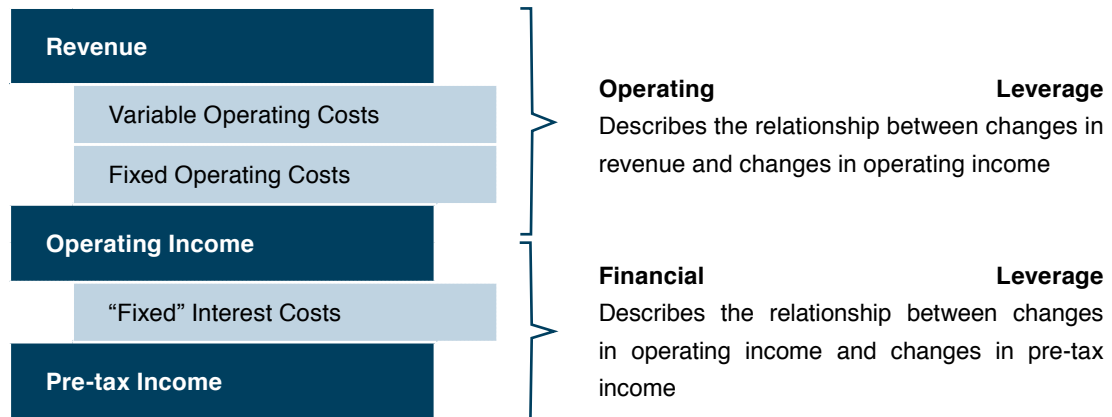 Revenue
Variable Operating Costs
Fixed Operating Costs
Operating Income
“Fixed” Interest Costs
Pre-tax Income
Operating Leverage
Describes the relationship between changes in
revenue and changes in operating income
Financial Leverage
Describes the relationship between changes
in operating income and changes in pre-tax
income